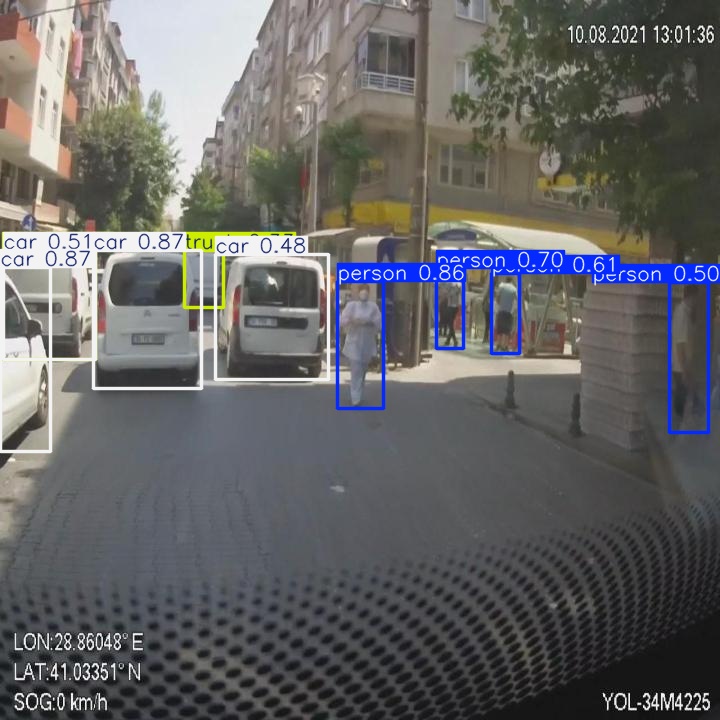 10.08.2021 13:01:36
car 0.51
car 0.87
car 0.48
car 0.87
person 0.86
person 0.70
0.61
person 0.50
LON:28.86048° E
LAT:41.03351° N
SOG:0 km/h
YOL-34M4225